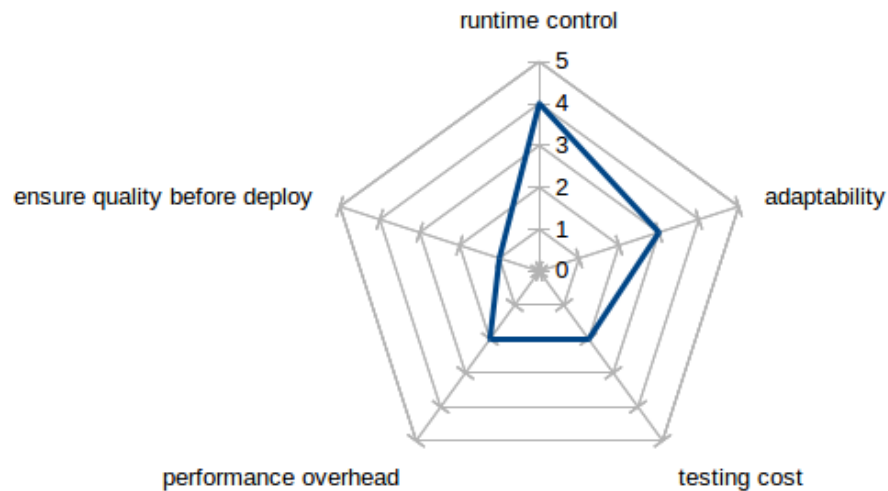 runtime control
5
4
3
2
1
0
ensure quality before deploy
adaptability
performance overhead
testing cost